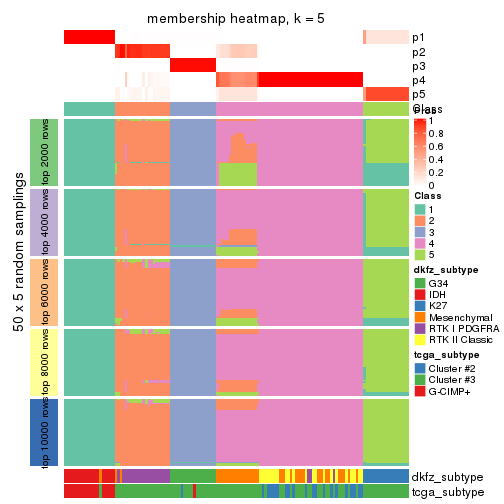 membership heatmap, k = 5
p1
p2
p3
p4
p5
Class
50 x 5 random samplings
top 2000 rows
top 4000 rows
top 6000 rows
top 8000 rows
top 10000 rows
1
0.8
0.6
0.4
0.2
0
Class
1
2
3
4
5
dkfz_subtype
G34
IDH
K27
Mesenchymal
RTK I PDGFRA
RTK II Classic
tcga_subtype
Cluster #2
Cluster #3
G-CIMP+
dkfz_subtype
tcga_subtype